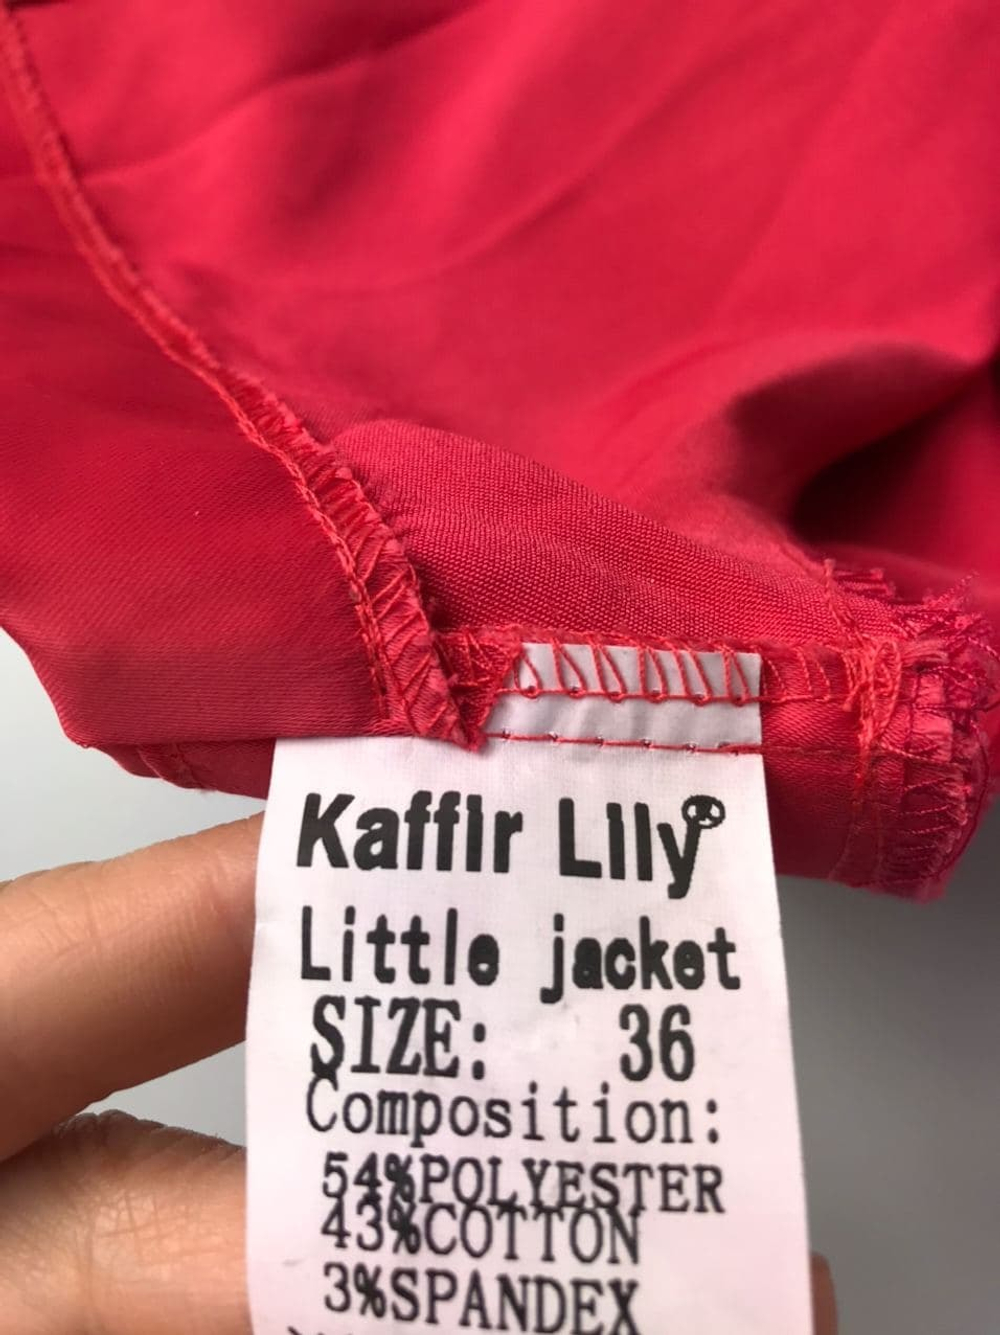 Kaffir Lily
Little jacket
SIZE: 36
Composition:
54%POLYESTER
43%COTTON
3%SPANDEX